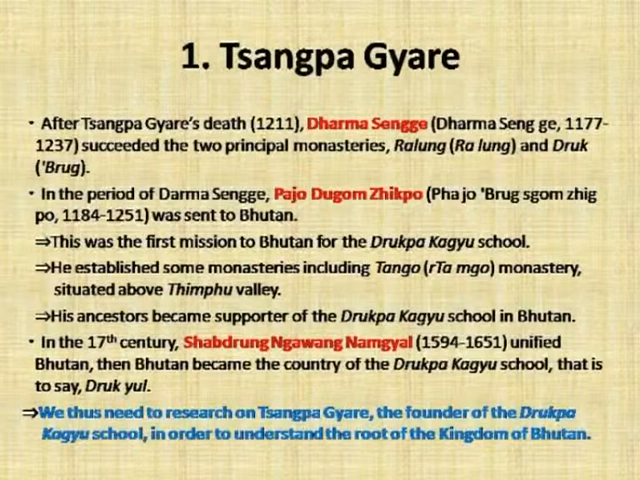 1. Tsangpa Gyare
· After Tsangpa Gyare's death (1211), Dharma Sengge (Dharma Seng ge, 1177-
1237) succeeded the two principal monasteries, Ralung (Ra lung) and Druk
('Brug).
· In the period of Darma Sengge, Pajo Dugom Zhikpo (Pha jo 'Brug sgom zhig
po, 1184-1251) was sent to Bhutan.
⇒This was the first mission to Bhutan for the Drukpa Kagyu school.
⇒He established some monasteries including Tango (rTa mgo) monastery,
situated above Thimphu valley.
⇒His ancestors became supporter of the Drukpa Kagyu school in Bhutan.
· In the 17th century, Shabdrung Ngawang Namgyal (1594-1651) unified
Bhutan, then Bhutan became the country of the Drukpa Kagyu school, that is
to say, Druk yul.
⇒We thus need to research on Tsangpa Gyare, the founder of the Drukpa
Kagyu school, in order to understand the root of the Kingdom of Bhutan.